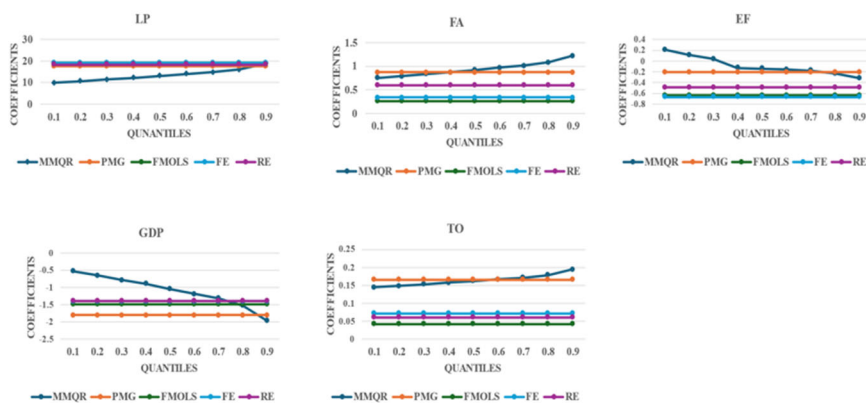 LP
COEFFICIENTS
30
20
10
0
0.1 0.2 0.3 0.4 0.5 0.6 0.7 0.8 0.9
QUNANTILES
MMQR PMG FMOLS FE RE
FA
COEFFICIENTS
1.5
1
0.5
0
0.1 0.2 0.3 0.4 0.5 0.6 0.7 0.8 0.9
QUANTILES
MMQR PMG FMOLS FE RE
EF
COEFFICIENTS
0.4
0.2
0
-0.2
-0.4
-0.6
-0.8
0.1 0.2 0.3 0.4 0.5 0.6 0.7 0.8 0.9
QUANTILES
MMQR PMG FMOLS FE RE
GDP
COEFFICIENTS
0
-0.5
-1
-1.5
-2
-2.5
0.1 0.2 0.3 0.4 0.5 0.6 0.7 0.8 0.9
QUANTILES
MMQR PMG FMOLS FE RE
TO
COEFFICIENTS
0.25
0.2
0.15
0.1
0.05
0
0.1 0.2 0.3 0.4 0.5 0.6 0.7 0.8 0.9
QUANTILES
MMQR PMG FMOLS FE RE